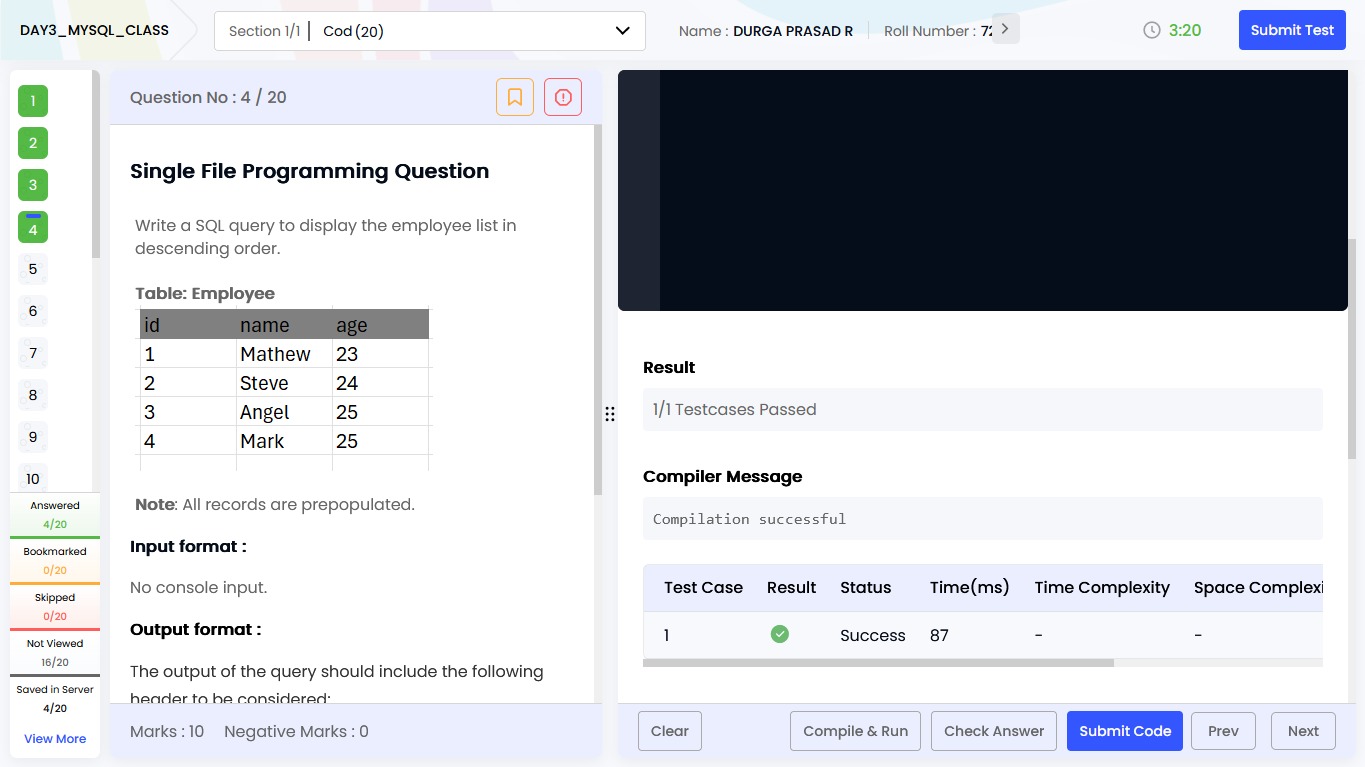 DAY3_MYSQL_CLASS
Section 1/1 | Cod (20)
Name : DURGA PRASAD R
Roll Number :
3:20
Submit Test
1
2
3
4
5
6
7
8
9
10
Answered
4/20
Bookmarked
0/20
Skipped
0/20
Not Viewed
16/20
Saved in Server
4/20
View More
Question No : 4 / 20
Single File Programming Question
Write a SQL query to display the employee list in
descending order.
Table: Employee
id name age
1 Mathew 23
2 Steve 24
3 Angel 25
4 Mark 25
Note: All records are prepopulated.
Input format :
No console input.
Output format :
The output of the query should include the following
header to be considered:
Marks : 10 Negative Marks : 0
Result
1/1 Testcases Passed
Compiler Message
Compilation successful
Test Case Result Status Time(ms) Time Complexity Space Complexi
1 Success 87 - -
Clear
Compile & Run
Check Answer
Submit Code
Prev
Next